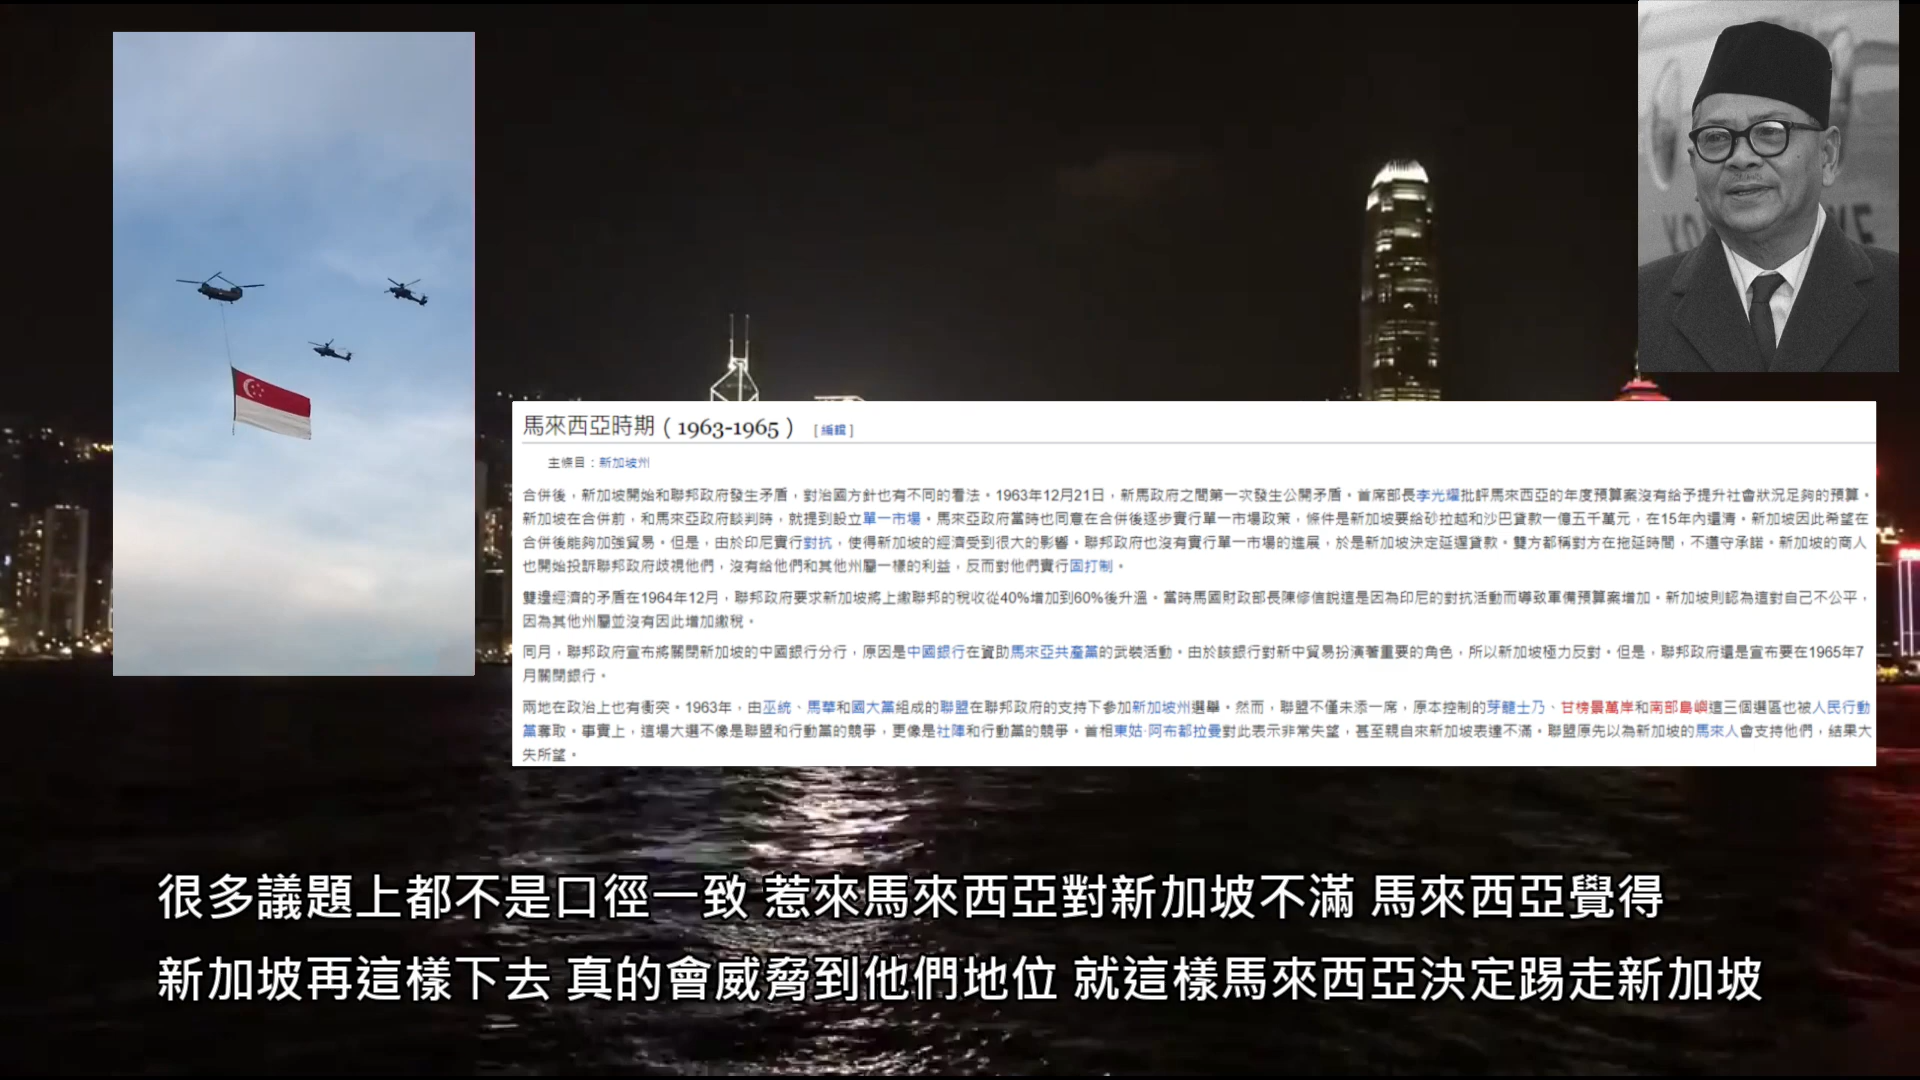 馬來西亞時期（1963-1965） [編輯]
主條目：新加坡州
合併後，新加坡開始和聯邦政府發生矛盾，對治國方針也有不同的看法。1963年12月21日，新馬政府之間第一次發生公開矛盾。首席部長李光耀批評馬來西亞的年度預算案沒有給予提升社會狀況足夠的預算。
新加坡在合併前，和馬來亞政府談判時，就提到設立單一市場。馬來亞政府當時也同意在合併後逐步實行單一市場政策，條件是新加坡要給砂拉越和沙巴貸款一億五千萬元，在15年內還清。新加坡因此希望在
合併後能夠加強貿易。但是，由於印尼實行對抗，使得新加坡的經濟受到很大的影響。聯邦政府也沒有實行單一市場的進展，於是新加坡決定延遲貸款。雙方都稱對方在拖延時間，不遵守承諾。新加坡的商人
也開始投訴聯邦政府歧視他們，沒有給他們和其他州屬一樣的利益，反而對他們實行固打制。
雙邊經濟的矛盾在1964年12月，聯邦政府要求新加坡將上繳聯邦的稅收從40%增加到60%後升溫。當時馬國財政部長陳修信說這是因為印尼的對抗活動而導致軍備預算案增加。新加坡則認為這對自己不公平，
因為其他州屬並沒有因此增加繳稅。
同月，聯邦政府宣布將關閉新加坡的中國銀行分行，原因是中國銀行在資助馬來亞共產黨的武裝活動。由於該銀行對新中貿易扮演著重要的角色，所以新加坡極力反對。但是，聯邦政府還是宣布要在1965年7
月關閉銀行。
兩地在政治上也有衝突。1963年，由巫統、馬華和國大黨組成的聯盟在聯邦政府的支持下參加新加坡州選舉。然而，聯盟不僅未添一席，原本控制的芽籠士乃、甘榜景萬岸和南部島嶼這三個選區也被人民行動
黨奪取。事實上，這場大選不像是聯盟和行動黨的競爭，更像是社陣和行動黨的競爭。首相東姑·阿布都拉曼對此表示非常失望，甚至親自來新加坡表達不滿。聯盟原先以為新加坡的馬來人會支持他們，結果大
失所望。
很多議題上都不是口徑一致 惹來馬來西亞對新加坡不滿 馬來西亞覺得
新加坡再這樣下去 真的會威脅到他們地位 就這樣馬來西亞決定踢走新加坡